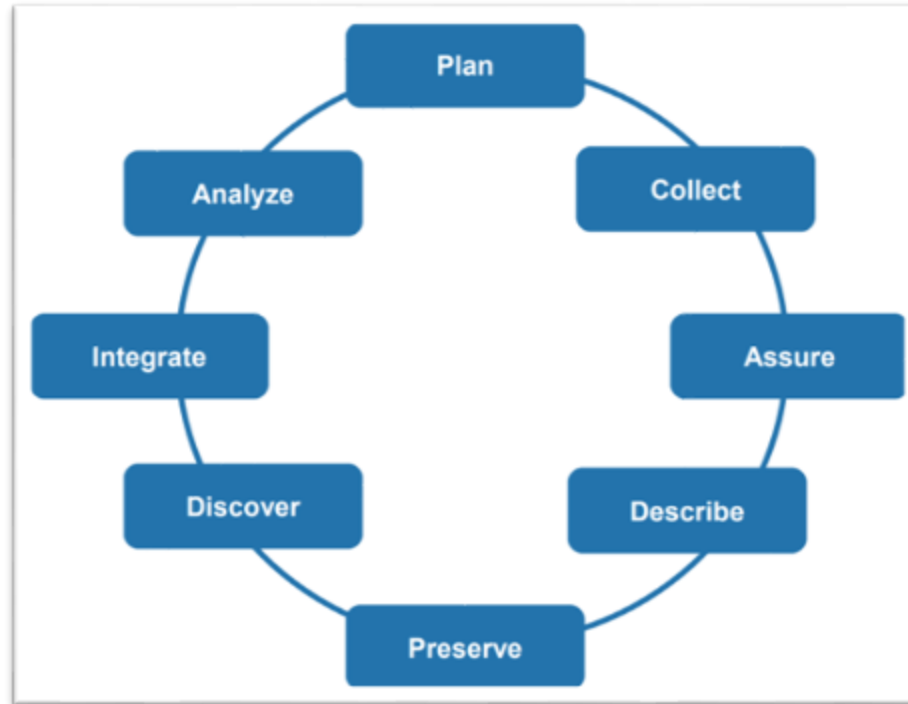 Plan
Collect
Assure
Describe
Preserve
Discover
Integrate
Analyze